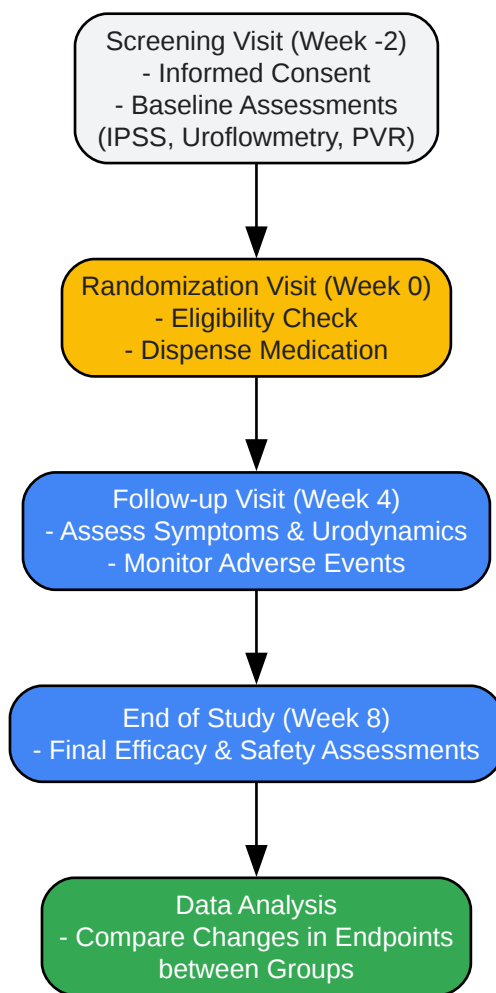 Screening Visit (Week -2)
- Informed Consent
- Baseline Assessments
(IPSS, Uroflowmetry, PVR)
Randomization Visit (Week 0)
- Eligibility Check
- Dispense Medication
Follow-up Visit (Week 4)
- Assess Symptoms & Urodynamics
- Monitor Adverse Events
End of Study (Week 8)
- Final Efficacy & Safety Assessments
Data Analysis
- Compare Changes in Endpoints
between Groups